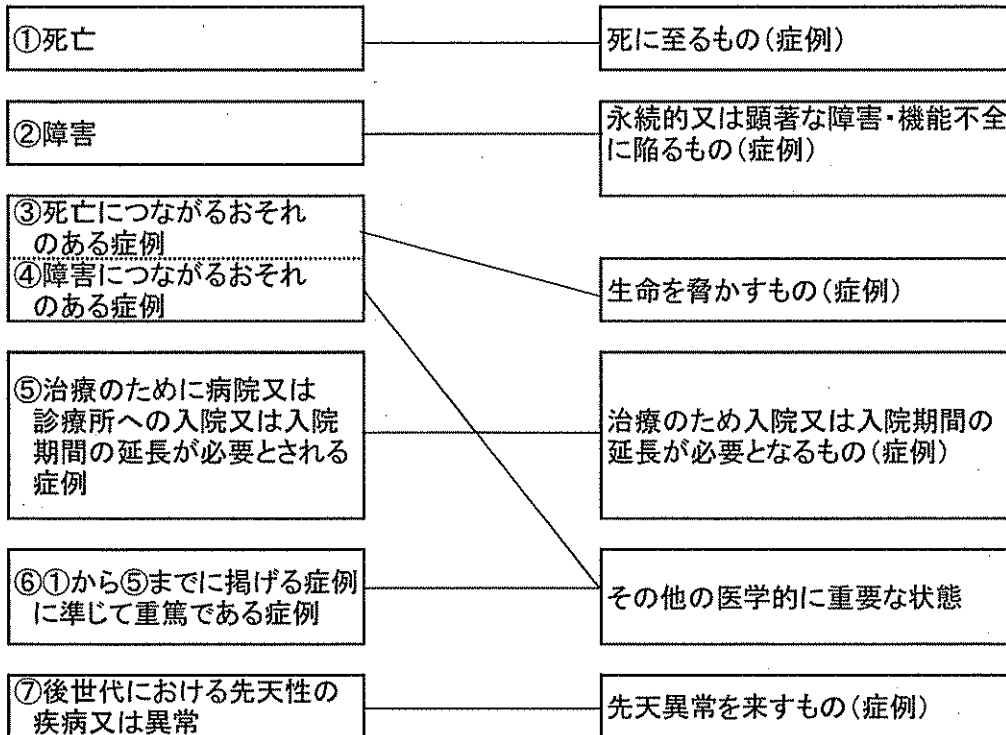 ①死亡
死に至るもの（症例）
②障害
永続的又は顕著な障害・機能不全
に陥るもの（症例）
③死亡につながるおそれ
のある症例
④障害につながるおそれ
のある症例
生命を脅かすもの（症例）
⑤治療のために病院又は
診療所への入院又は入院
期間の延長が必要とされる
症例
治療のため入院又は入院期間の
延長が必要となるもの（症例）
⑥①から⑤までに掲げる症例
に準じて重篤である症例
その他の医学的に重要な状態
⑦後世代における先天性の
疾病又は異常
先天異常を来すもの（症例）